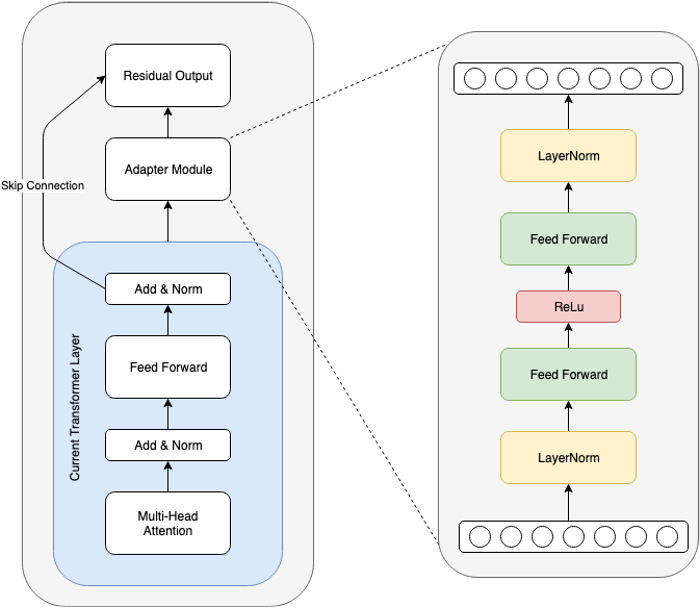 Residual Output
Adapter Module
Skip Connection
Add & Norm
Feed Forward
Add & Norm
Multi-Head
Attention
Current Transformer Layer
LayerNorm
Feed Forward
ReLu
Feed Forward
LayerNorm